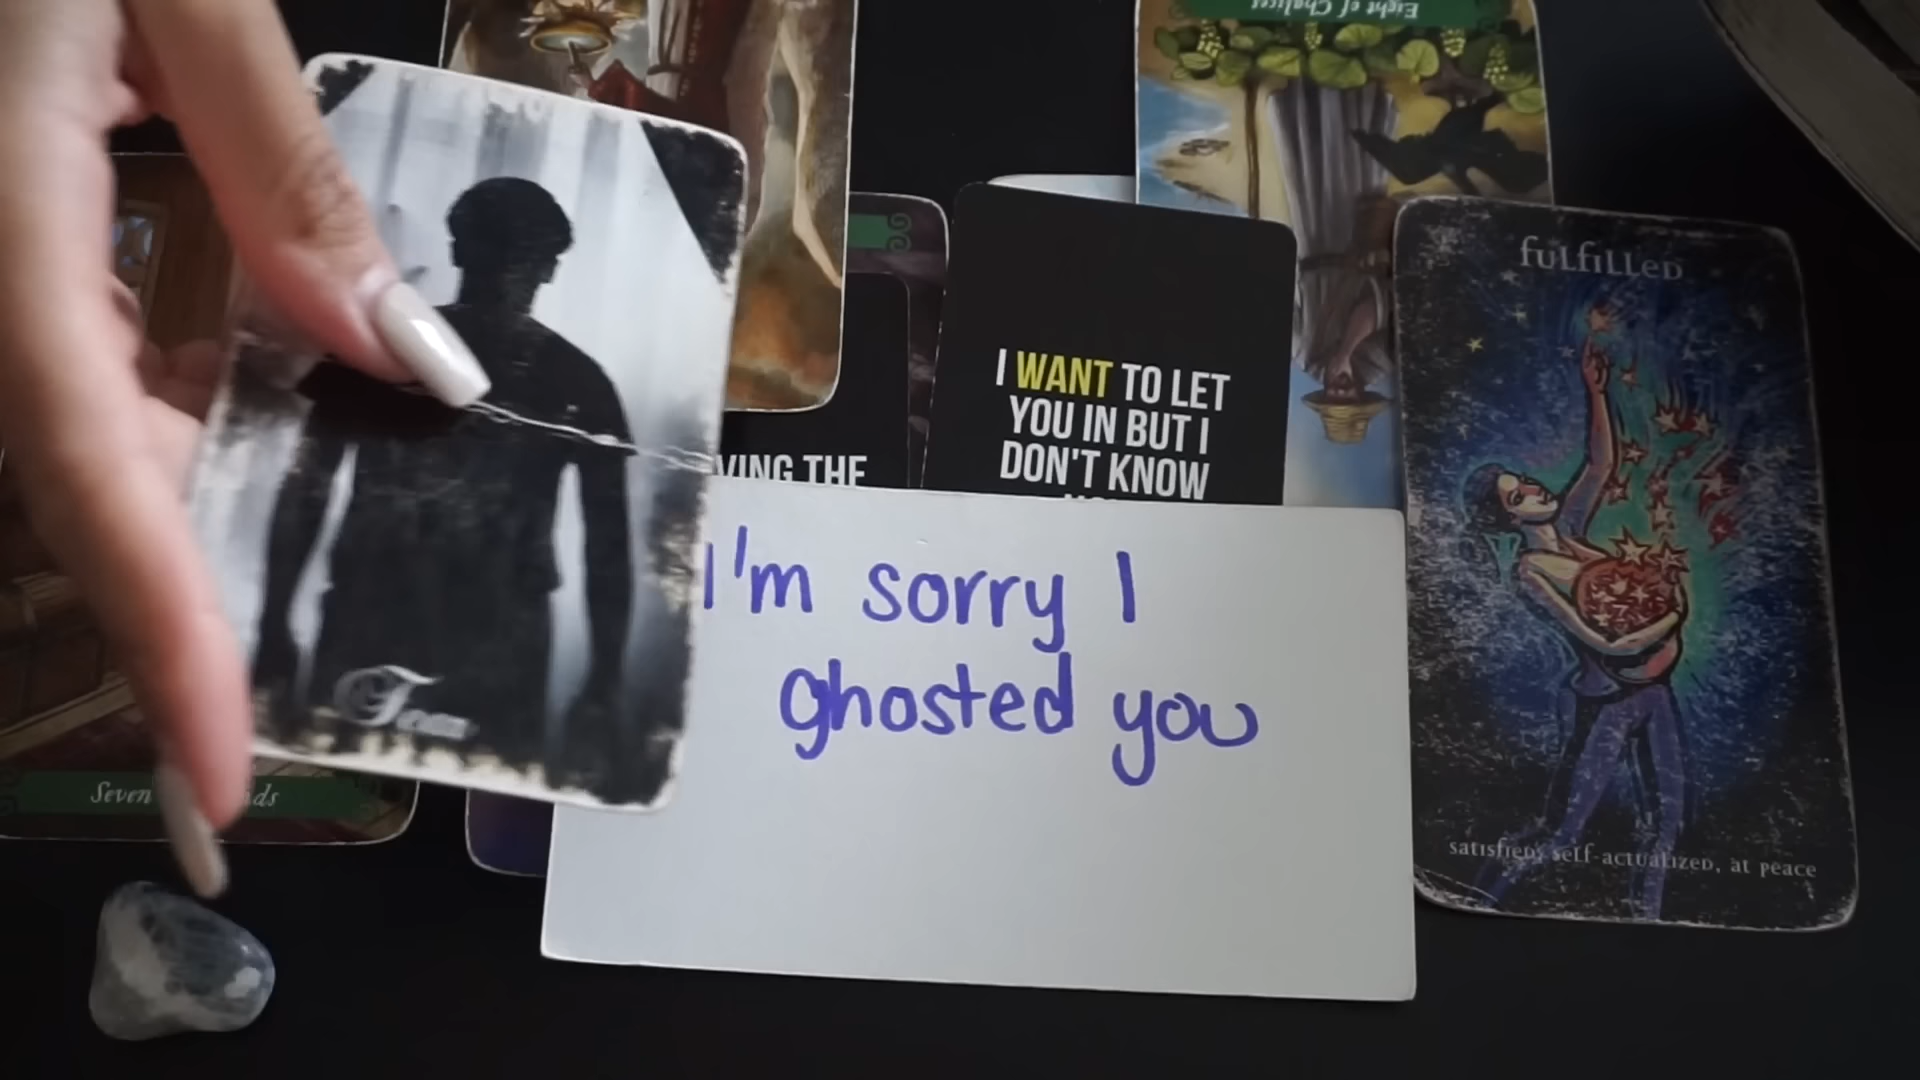 Eight of Chalices
fulfilled
I WANT TO LET
YOU IN BUT I
DON'T KNOW
VING THE
I'm sorry I
ghosted you
Seven
satisfied, self-actualized, at peace